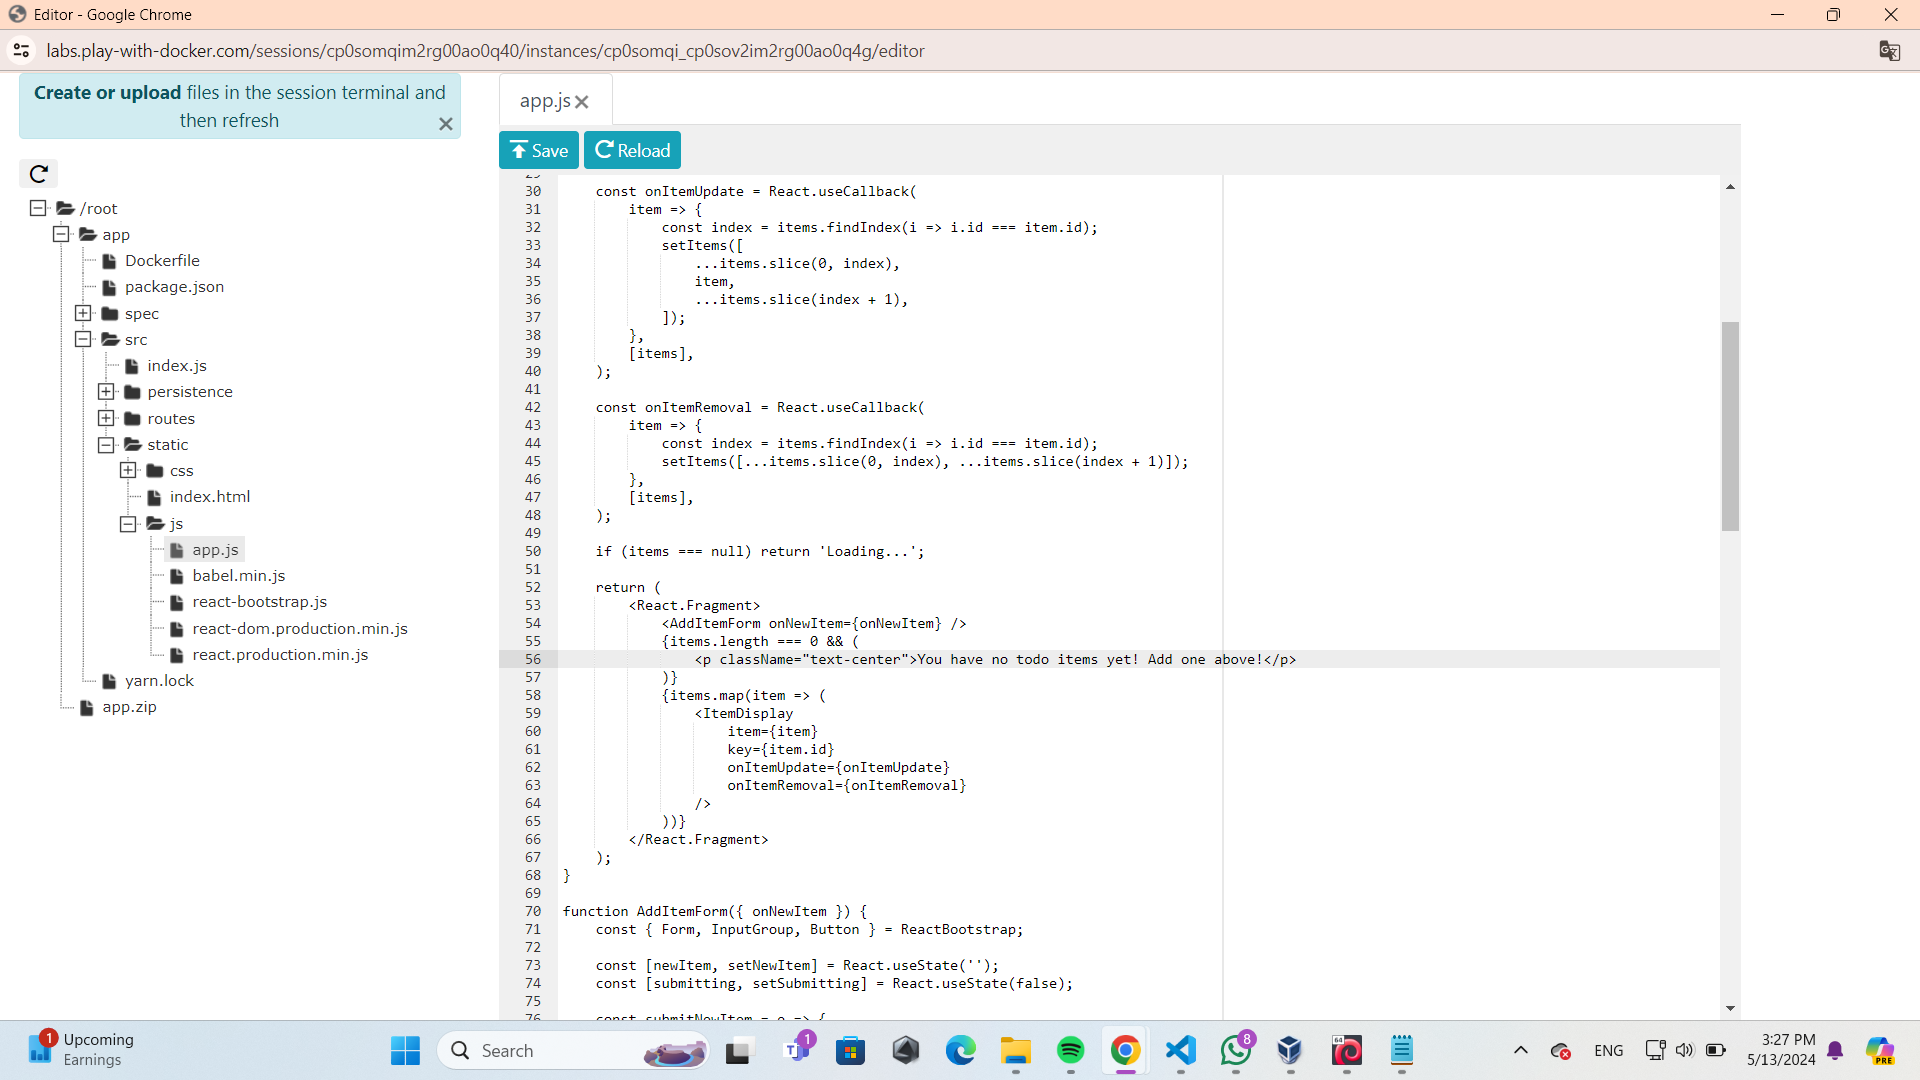 Editor - Google Chrome
labs.play-with-docker.com/sessions/cp0somqim2rg00ao0q40/instances/cp0somqi_cp0sov2im2rg00ao0q4g/editor
Create or upload files in the session terminal and
then refresh
/root
app
Dockerfile
package.json
spec
src
index.js
persistence
routes
static
css
index.html
js
app.js
babel.min.js
react-bootstrap.js
react-dom.production.min.js
react.production.min.js
yarn.lock
app.zip
app.js
Save Reload
29
30 const onItemUpdate = React.useCallback(
31 item => {
32 const index = items.findIndex(i => i.id === item.id);
33 setItems([
34 ...items.slice(0, index),
35 item,
36 ...items.slice(index + 1),
37 ]);
38 },
39 [items],
40 );
41
42 const onItemRemoval = React.useCallback(
43 item => {
44 const index = items.findIndex(i => i.id === item.id);
45 setItems([...items.slice(0, index), ...items.slice(index + 1)]);
46 },
47 [items],
48 );
49
50 if (items === null) return 'Loading...';
51
52 return (
53 <React.Fragment>
54 <AddItemForm onNewItem={onNewItem} />
55 {items.length === 0 && (
56 <p className="text-center">You have no todo items yet! Add one above!</p>
57 )}
58 {items.map(item => (
59 <ItemDisplay
60 item={item}
61 key={item.id}
62 onItemUpdate={onItemUpdate}
63 onItemRemoval={onItemRemoval}
64 />
65 ))}
66 </React.Fragment>
67 );
68 }
69
70 function AddItemForm({ onNewItem }) {
71 const { Form, InputGroup, Button } = ReactBootstrap;
72
73 const [newItem, setNewItem] = React.useState('');
74 const [submitting, setSubmitting] = React.useState(false);
75
76 const submitNewItem = e => {
1 Upcoming
Earnings
Search
1
8
64
ENG
3:27 PM
5/13/2024
PRE